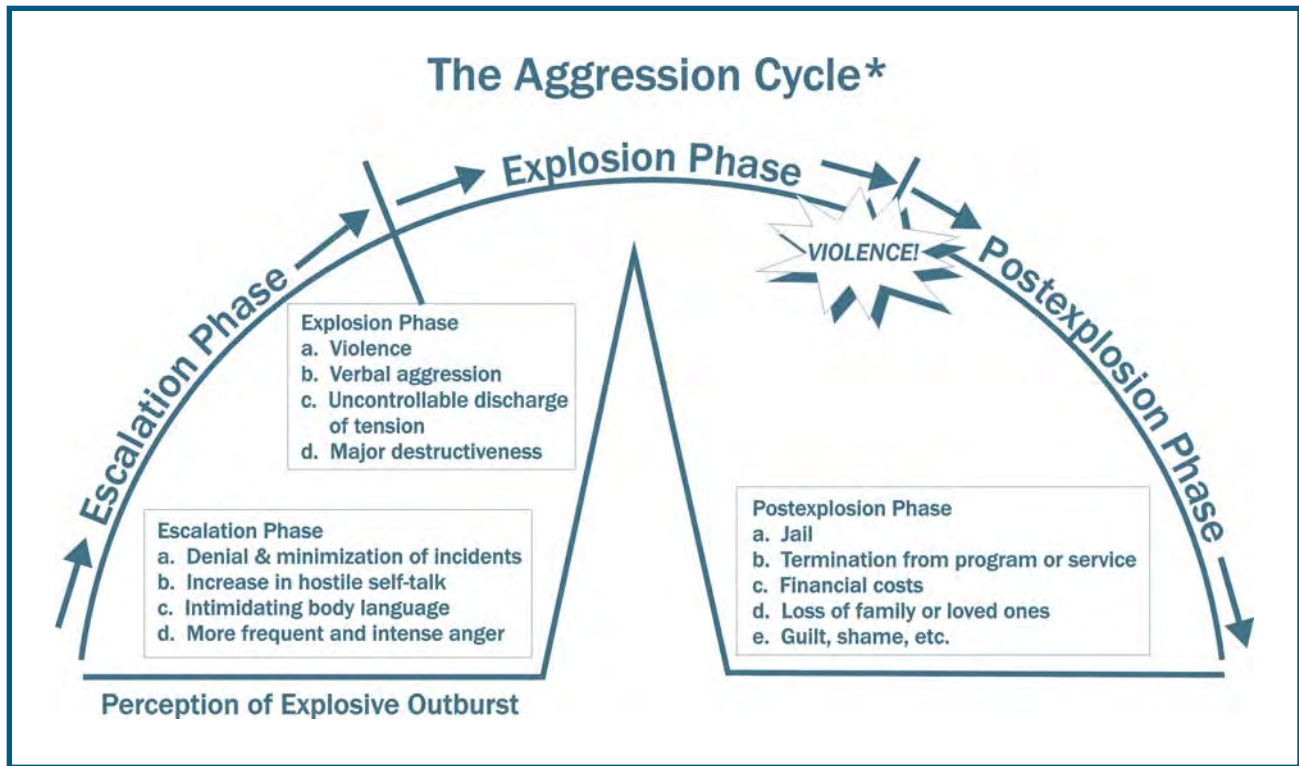 The Aggression Cycle*
Escalation Phase
Explosion Phase
VIOLENCE!
Postexplosion Phase
Explosion Phase
a. Violence
b. Verbal aggression
c. Uncontrollable discharge
of tension
d. Major destructiveness
Escalation Phase
a. Denial & minimization of incidents
b. Increase in hostile self-talk
c. Intimidating body language
d. More frequent and intense anger
Postexplosion Phase
a. Jail
b. Termination from program or service
c. Financial costs
d. Loss of family or loved ones
e. Guilt, shame, etc.
Perception of Explosive Outburst